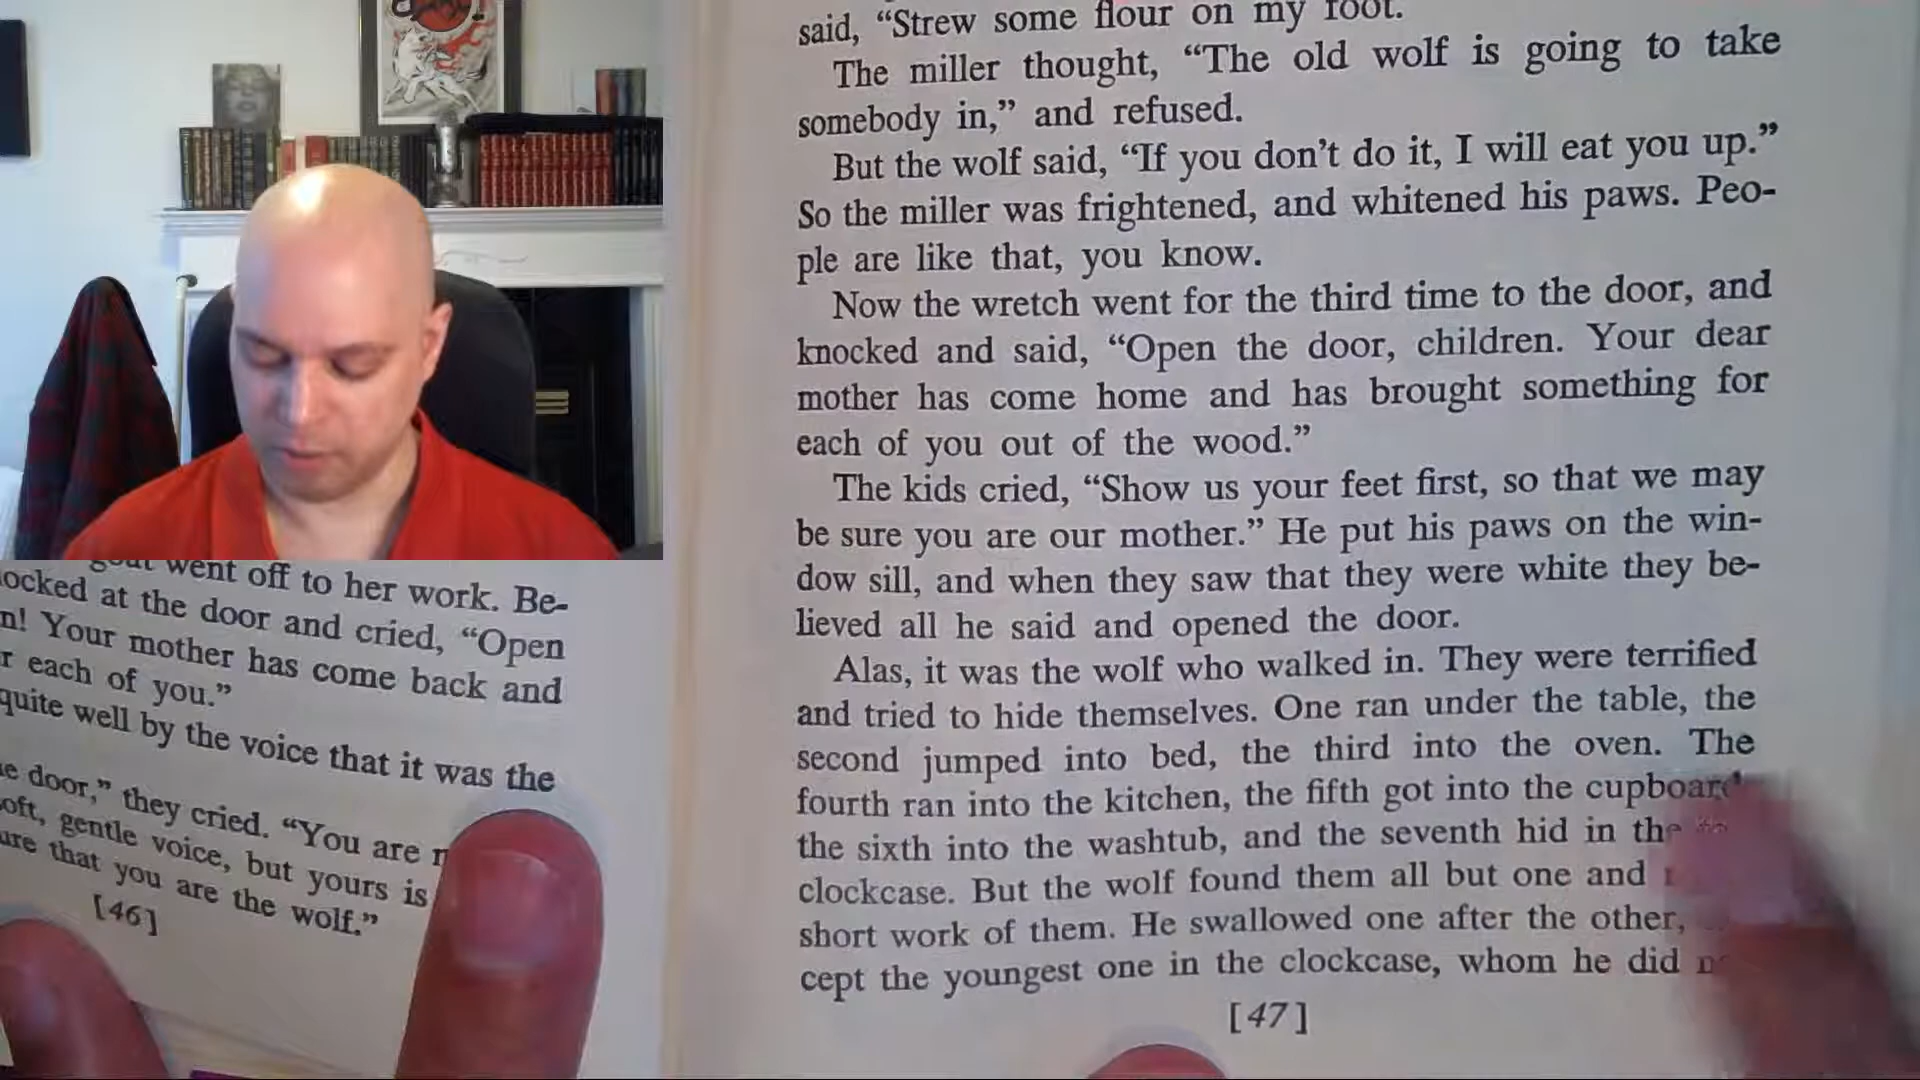 went off to her work. Be-
ocked at the door and cried, “Open
n! Your mother has come back and
r each of you.”
quite well by the voice that it was the
e door,” they cried. “You are
oft, gentle voice, but yours is
ure that you are the wolf.”
[46]
said, “Strew some flour on my foot.
The miller thought, “The old wolf is going to take
somebody in,” and refused.
But the wolf said, “If you don’t do it, I will eat you up.”
So the miller was frightened, and whitened his paws. Peo-
ple are like that, you know.
Now the wretch went for the third time to the door, and
knocked and said, “Open the door, children. Your dear
mother has come home and has brought something for
each of you out of the wood.”
The kids cried, “Show us your feet first, so that we may
be sure you are our mother.” He put his paws on the win-
dow sill, and when they saw that they were white they be-
lieved all he said and opened the door.
Alas, it was the wolf who walked in. They were terrified
and tried to hide themselves. One ran under the table, the
second jumped into bed, the third into the oven. The
fourth ran into the kitchen, the fifth got into the cupboard
the sixth into the washtub, and the seventh hid in the
clockcase. But the wolf found them all but one and
short work of them. He swallowed one after the other,
cept the youngest one in the clockcase, whom he did
[47]